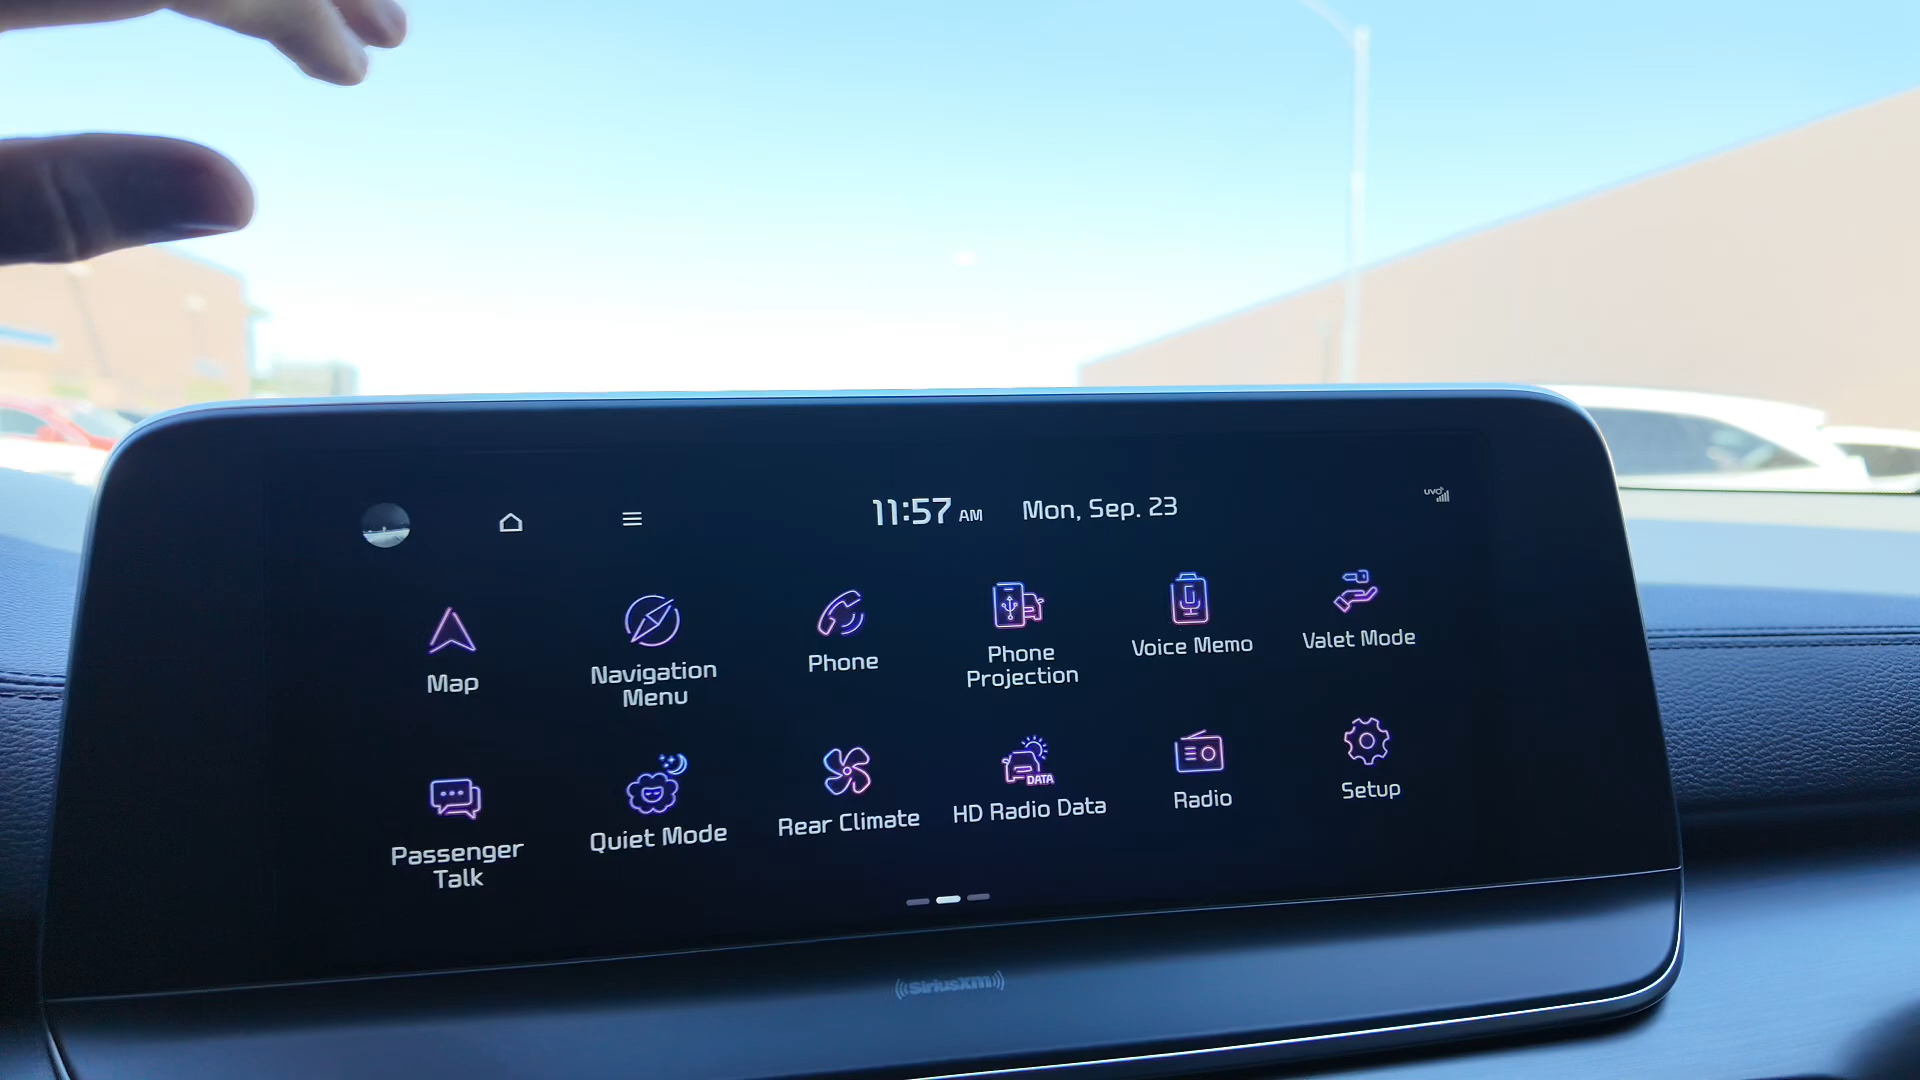 11:57 AM Mon, Sep. 23
UVO
Map
Navigation
Menu
Phone
Phone
Projection
Voice Memo
Valet Mode
Passenger
Talk
Quiet Mode
Rear Climate
DATA
HD Radio Data
Radio
Setup
SiriusXM